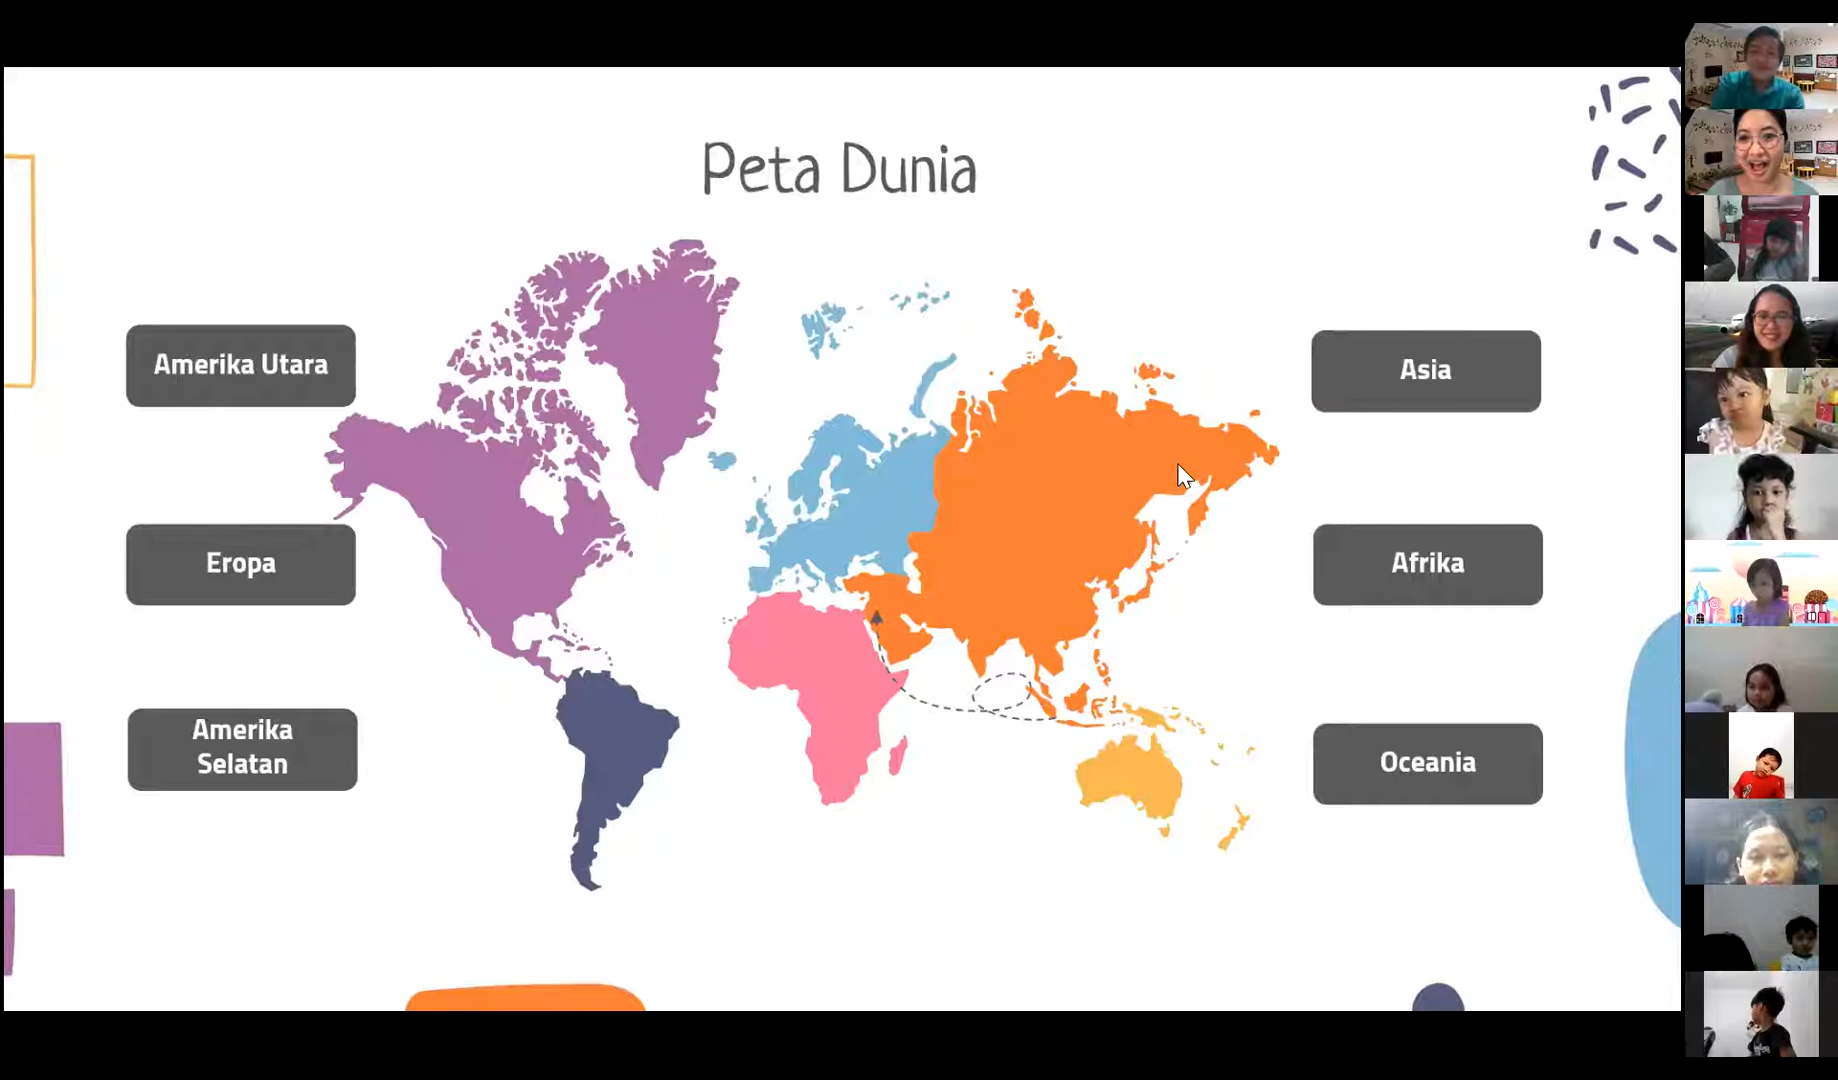 Peta Dunia
Amerika Utara
Eropa
Amerika
Selatan
Asia
Afrika
Oceania